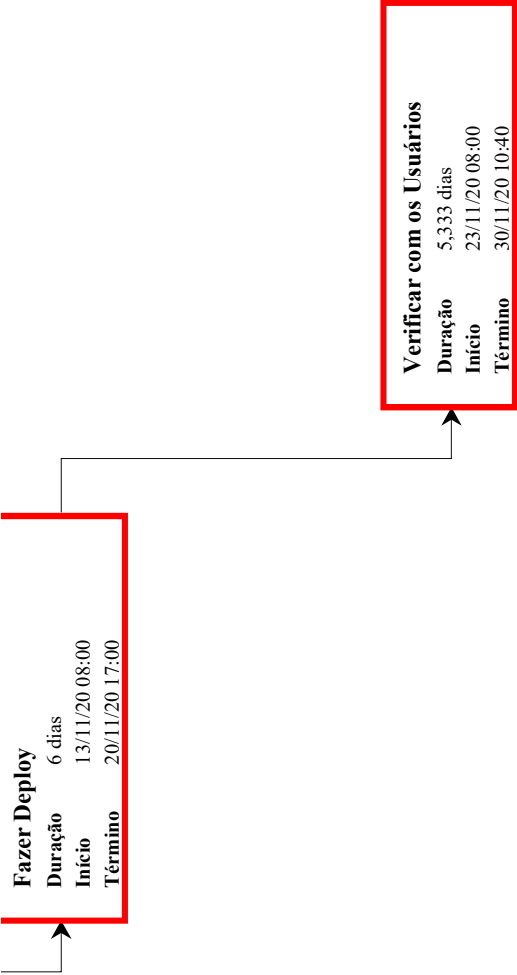 Fazer Deploy
Duração 6 dias
Início 13/11/20 08:00
Término 20/11/20 17:00
Verificar com os Usuários
Duração 5,333 dias
Início 23/11/20 08:00
Término 30/11/20 10:40